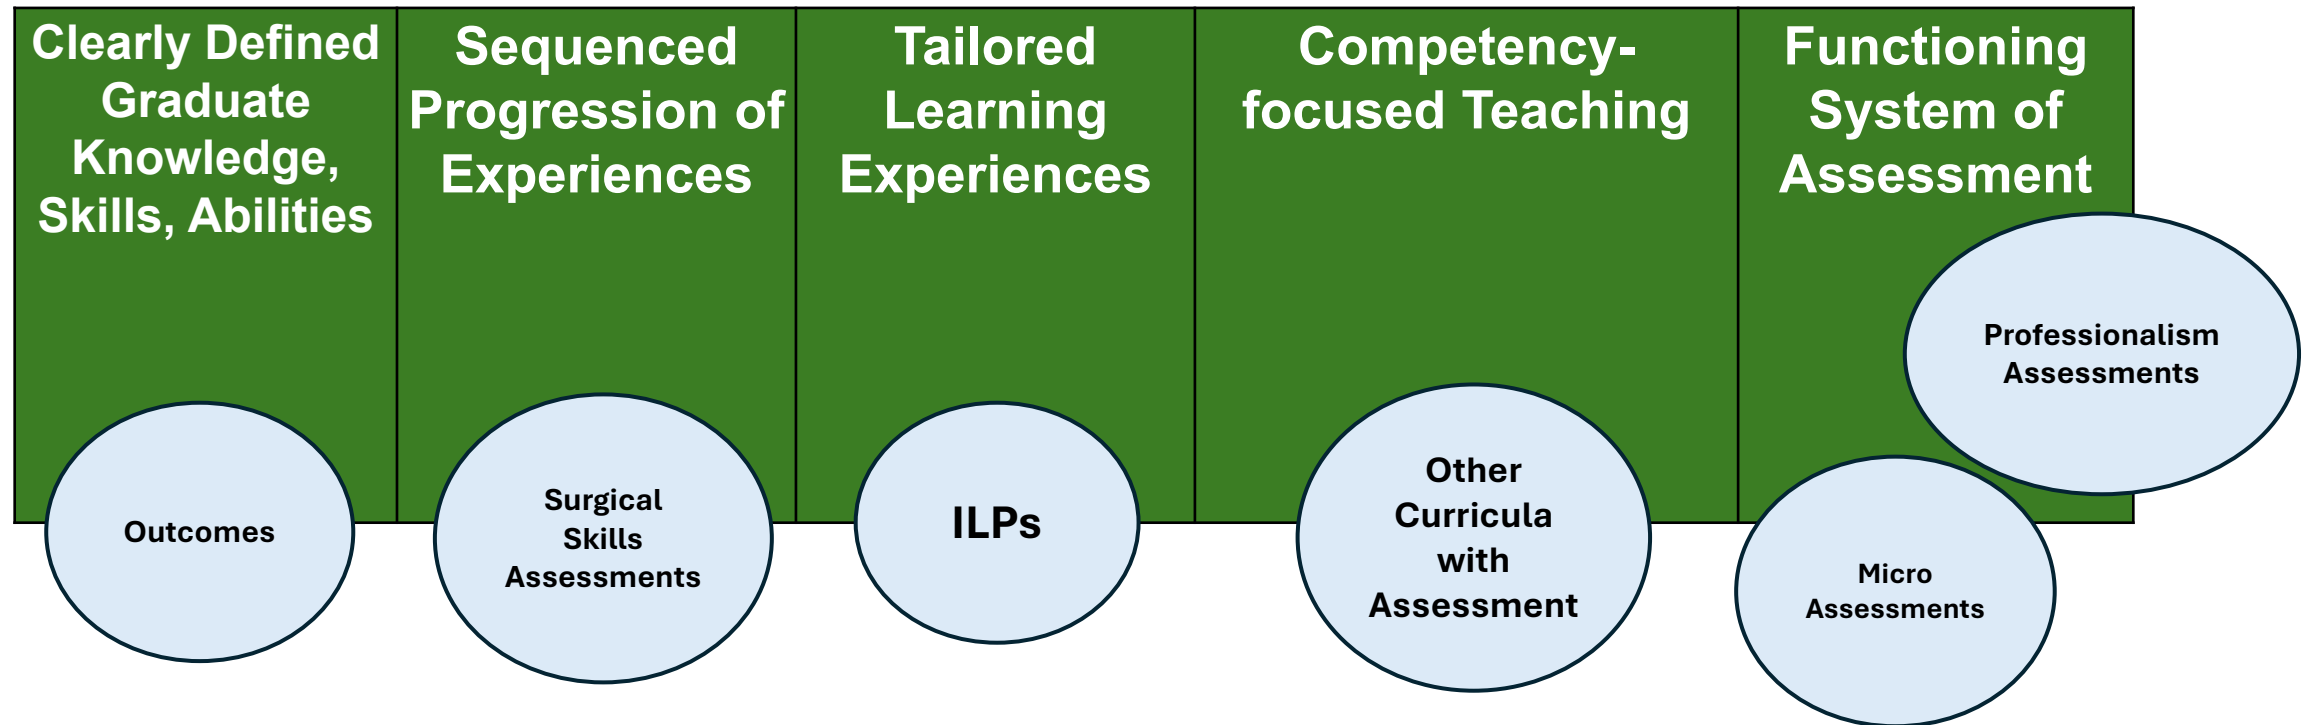 Clearly Defined
Graduate
Knowledge,
Skills, Abilities
Sequenced
Progression of
Experiences
Tailored
Learning
Experiences
Competency-
focused Teaching
Functioning
System of
Assessment
Outcomes
Surgical
Skills
Assessments
ILPs
Other
Curricula
with
Assessment
Professionalism
Assessments
Micro
Assessments